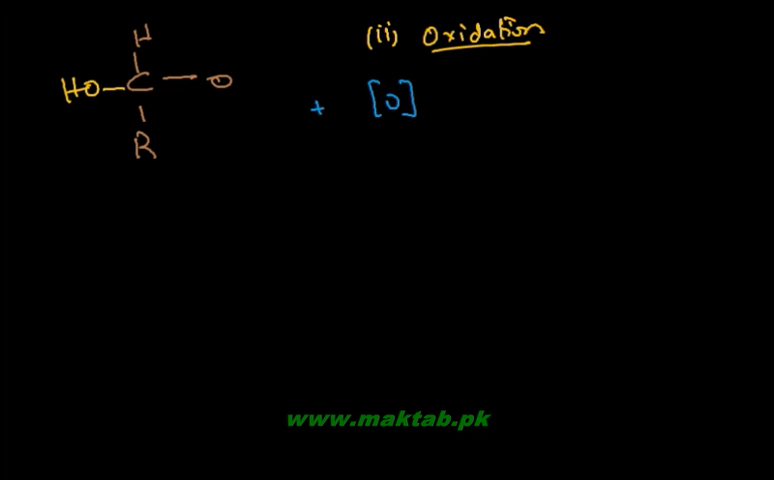 (ii) Oxidation
H
HO-C-O
+ [O]
R
www.maktab.pk